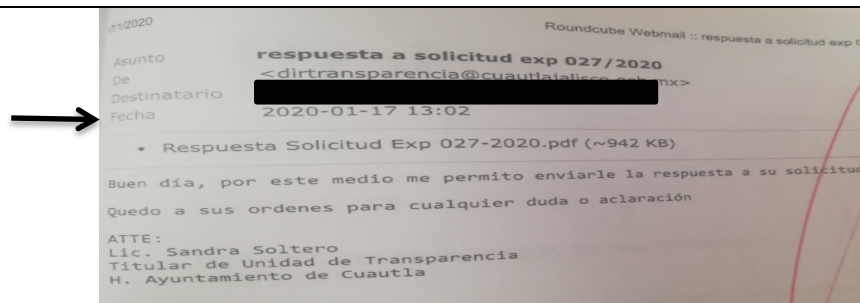 /1/2020
Roundcube Webmail :: respuesta a solicitud exp
Asunto respuesta a solicitud exp 027/2020
De <dirtransparencia@cuautlajalisco.gob.mx>
Destinatario
Fecha 2020-01-17 13:02
• Respuesta Solicitud Exp 027-2020.pdf (~942 KB)
Buen día, por este medio me permito enviarle la respuesta a su solicitud
Quedo a sus ordenes para cualquier duda o aclaración
ATTE:
Lic. Sandra Soltero
Titular de Unidad de Transparencia
H. Ayuntamiento de Cuautla